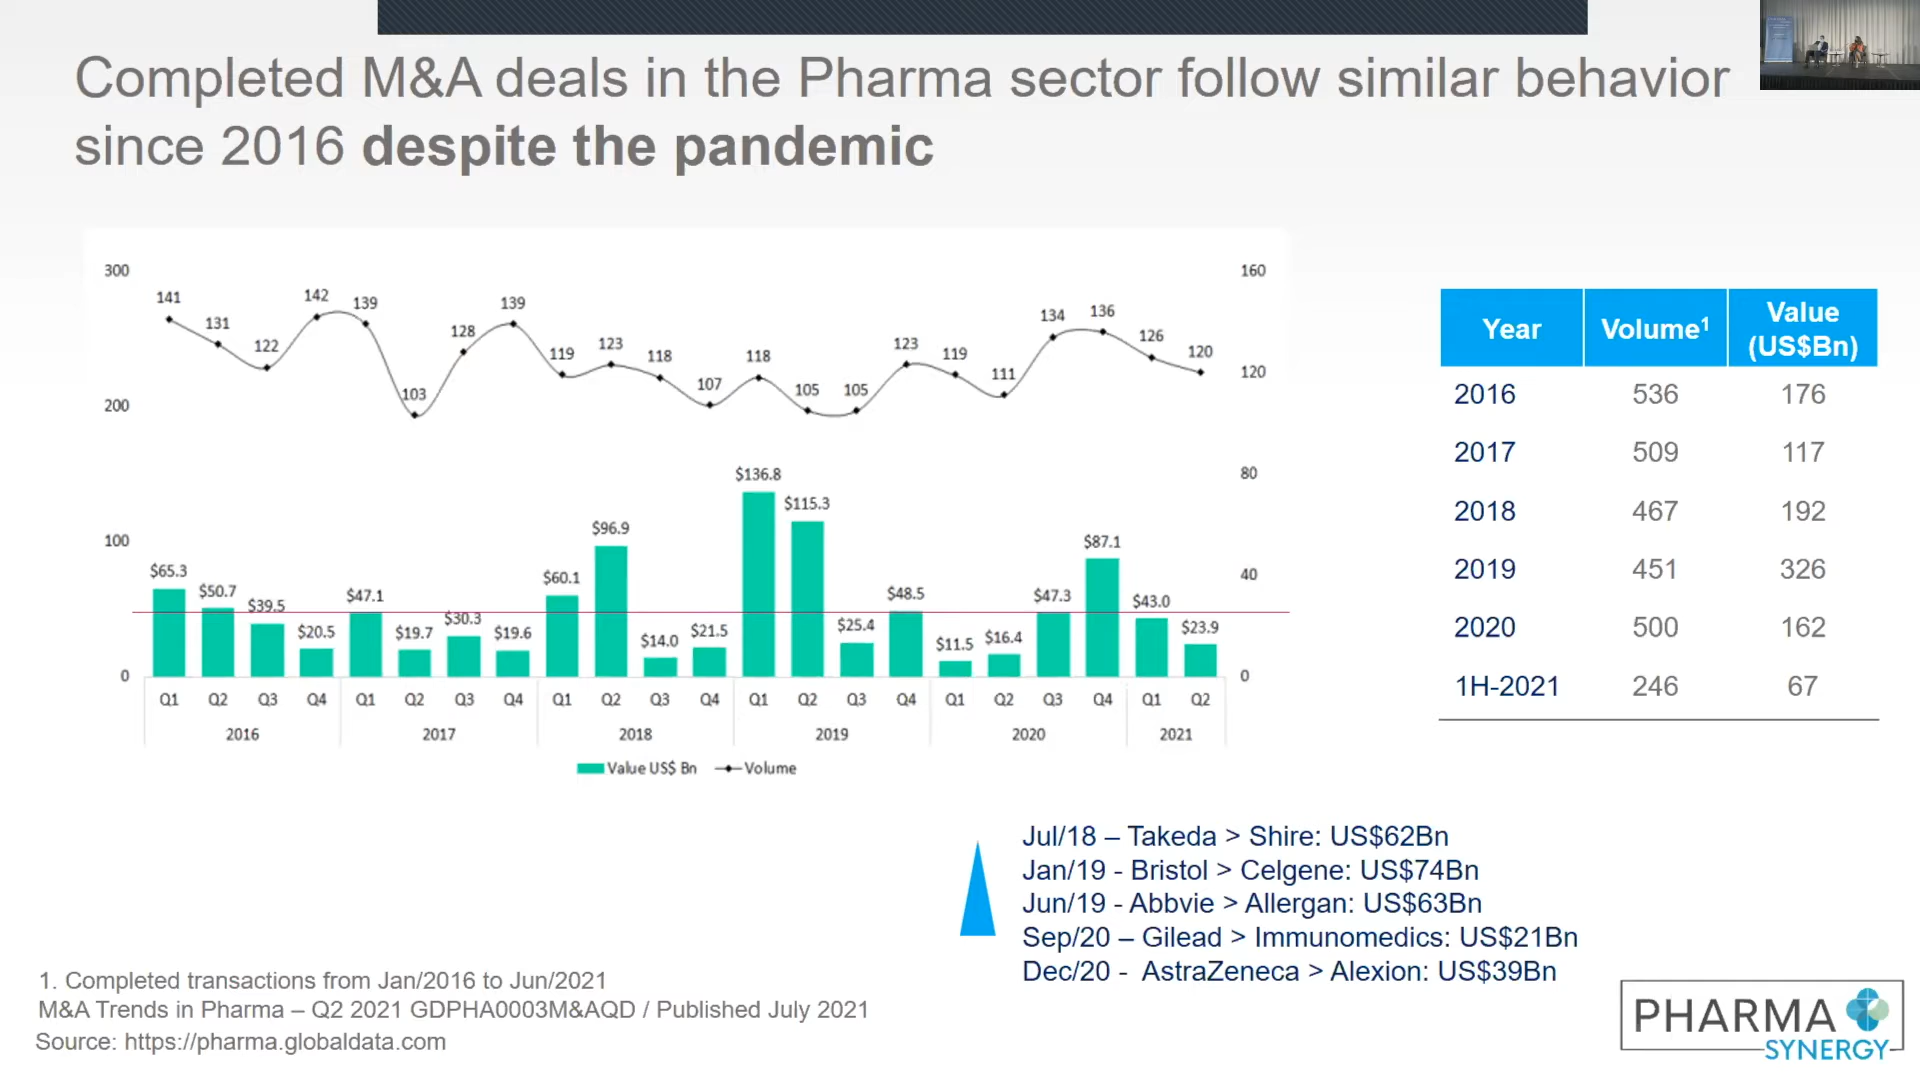 Completed M&A deals in the Pharma sector follow similar behavior
since 2016 despite the pandemic
300
200
100
0
160
120
80
40
0
141 131 122 142 139 103 128 139 119 123 118 107 118 105 105 123 119 111 134 136 126 120
$65.3 $50.7 $39.5 $20.5 $47.1 $19.7 $30.3 $19.6 $60.1 $96.9 $14.0 $21.5 $136.8 $115.3 $25.4 $48.5 $11.5 $16.4 $47.3 $87.1 $43.0 $23.9
Q1 Q2 Q3 Q4 Q1 Q2 Q3 Q4 Q1 Q2 Q3 Q4 Q1 Q2 Q3 Q4 Q1 Q2 Q3 Q4 Q1 Q2
2016 2017 2018 2019 2020 2021
Value US$ Bn Volume
Year Volume¹ Value (US$Bn)
2016 536 176
2017 509 117
2018 467 192
2019 451 326
2020 500 162
1H-2021 246 67
Jul/18 – Takeda > Shire: US$62Bn
Jan/19 - Bristol > Celgene: US$74Bn
Jun/19 - Abbvie > Allergan: US$63Bn
Sep/20 – Gilead > Immunomedics: US$21Bn
Dec/20 - AstraZeneca > Alexion: US$39Bn
1. Completed transactions from Jan/2016 to Jun/2021
M&A Trends in Pharma – Q2 2021 GDPHA0003M&AQD / Published July 2021
Source: https://pharma.globaldata.com
PHARMA
SYNERGY